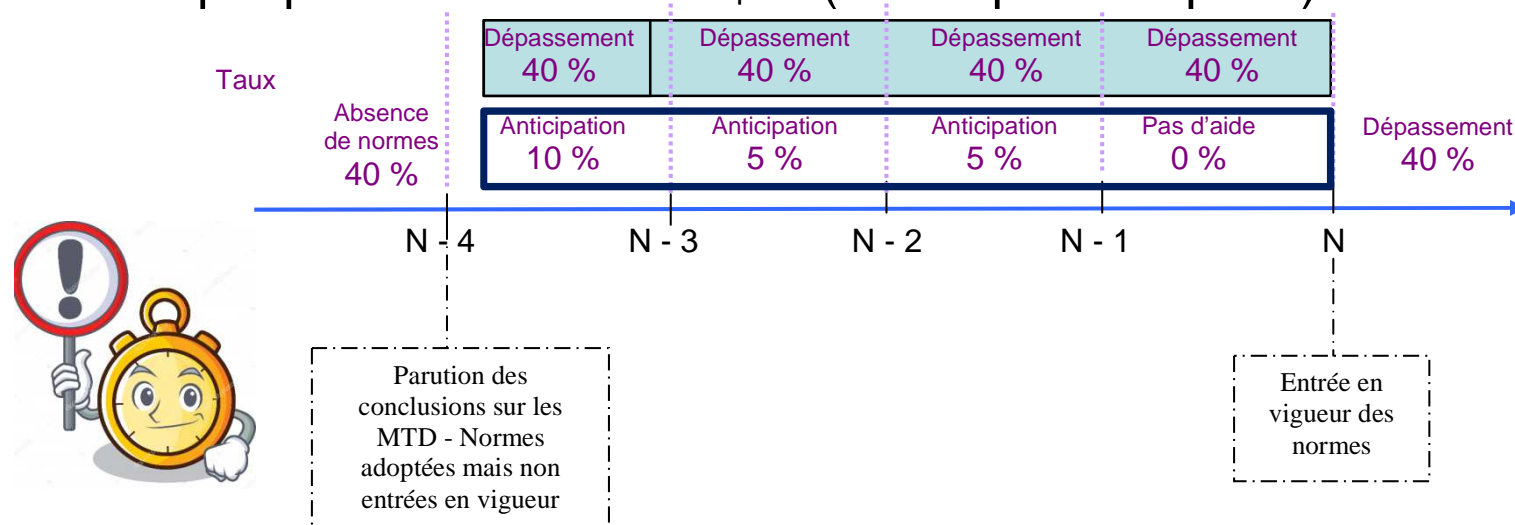 Dépassement Dépassement Dépassement Dépassement
40 % 40 % 40 % 40 %
Taux
Absence
de normes
40 %
Anticipation Anticipation Anticipation Pas d'aide
10 % 5 % 5 % 0 %
Dépassement
40 %
N - 4 N - 3 N - 2 N - 1 N
Parution des
conclusions sur les
MTD - Normes
adoptées mais non
entrées en vigueur
Entrée en
vigueur des
normes